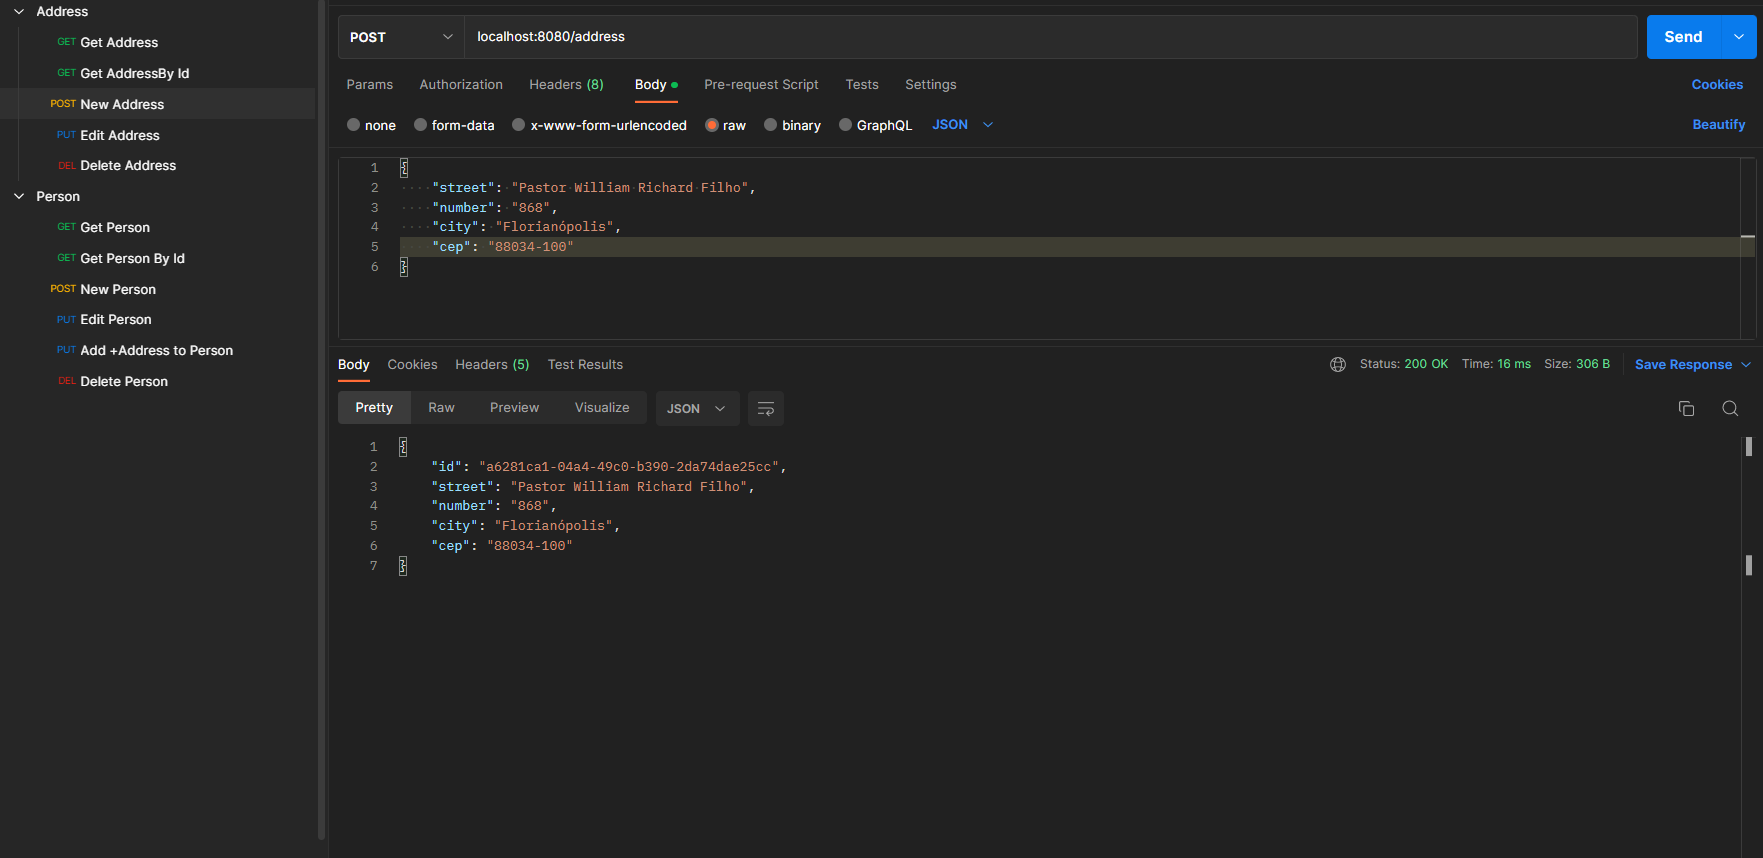 Address
GET Get Address
GET Get AddressBy Id
POST New Address
PUT Edit Address
DEL Delete Address
Person
GET Get Person
GET Get Person By Id
POST New Person
PUT Edit Person
PUT Add +Address to Person
DEL Delete Person
POST localhost:8080/address Send
Params Authorization Headers (8) Body Pre-request Script Tests Settings Cookies
none form-data x-www-form-urlencoded raw binary GraphQL JSON Beautify
1 {
2 "street": "Pastor William Richard Filho",
3 "number": "868",
4 "city": "Florianópolis",
5 "cep": "88034-100"
6 }
Body Cookies Headers (5) Test Results Status: 200 OK Time: 16 ms Size: 306 B Save Response
Pretty Raw Preview Visualize JSON
1 {
2 "id": "a6281ca1-04a4-49c0-b390-2da74dae25cc",
3 "street": "Pastor William Richard Filho",
4 "number": "868",
5 "city": "Florianópolis",
6 "cep": "88034-100"
7 }